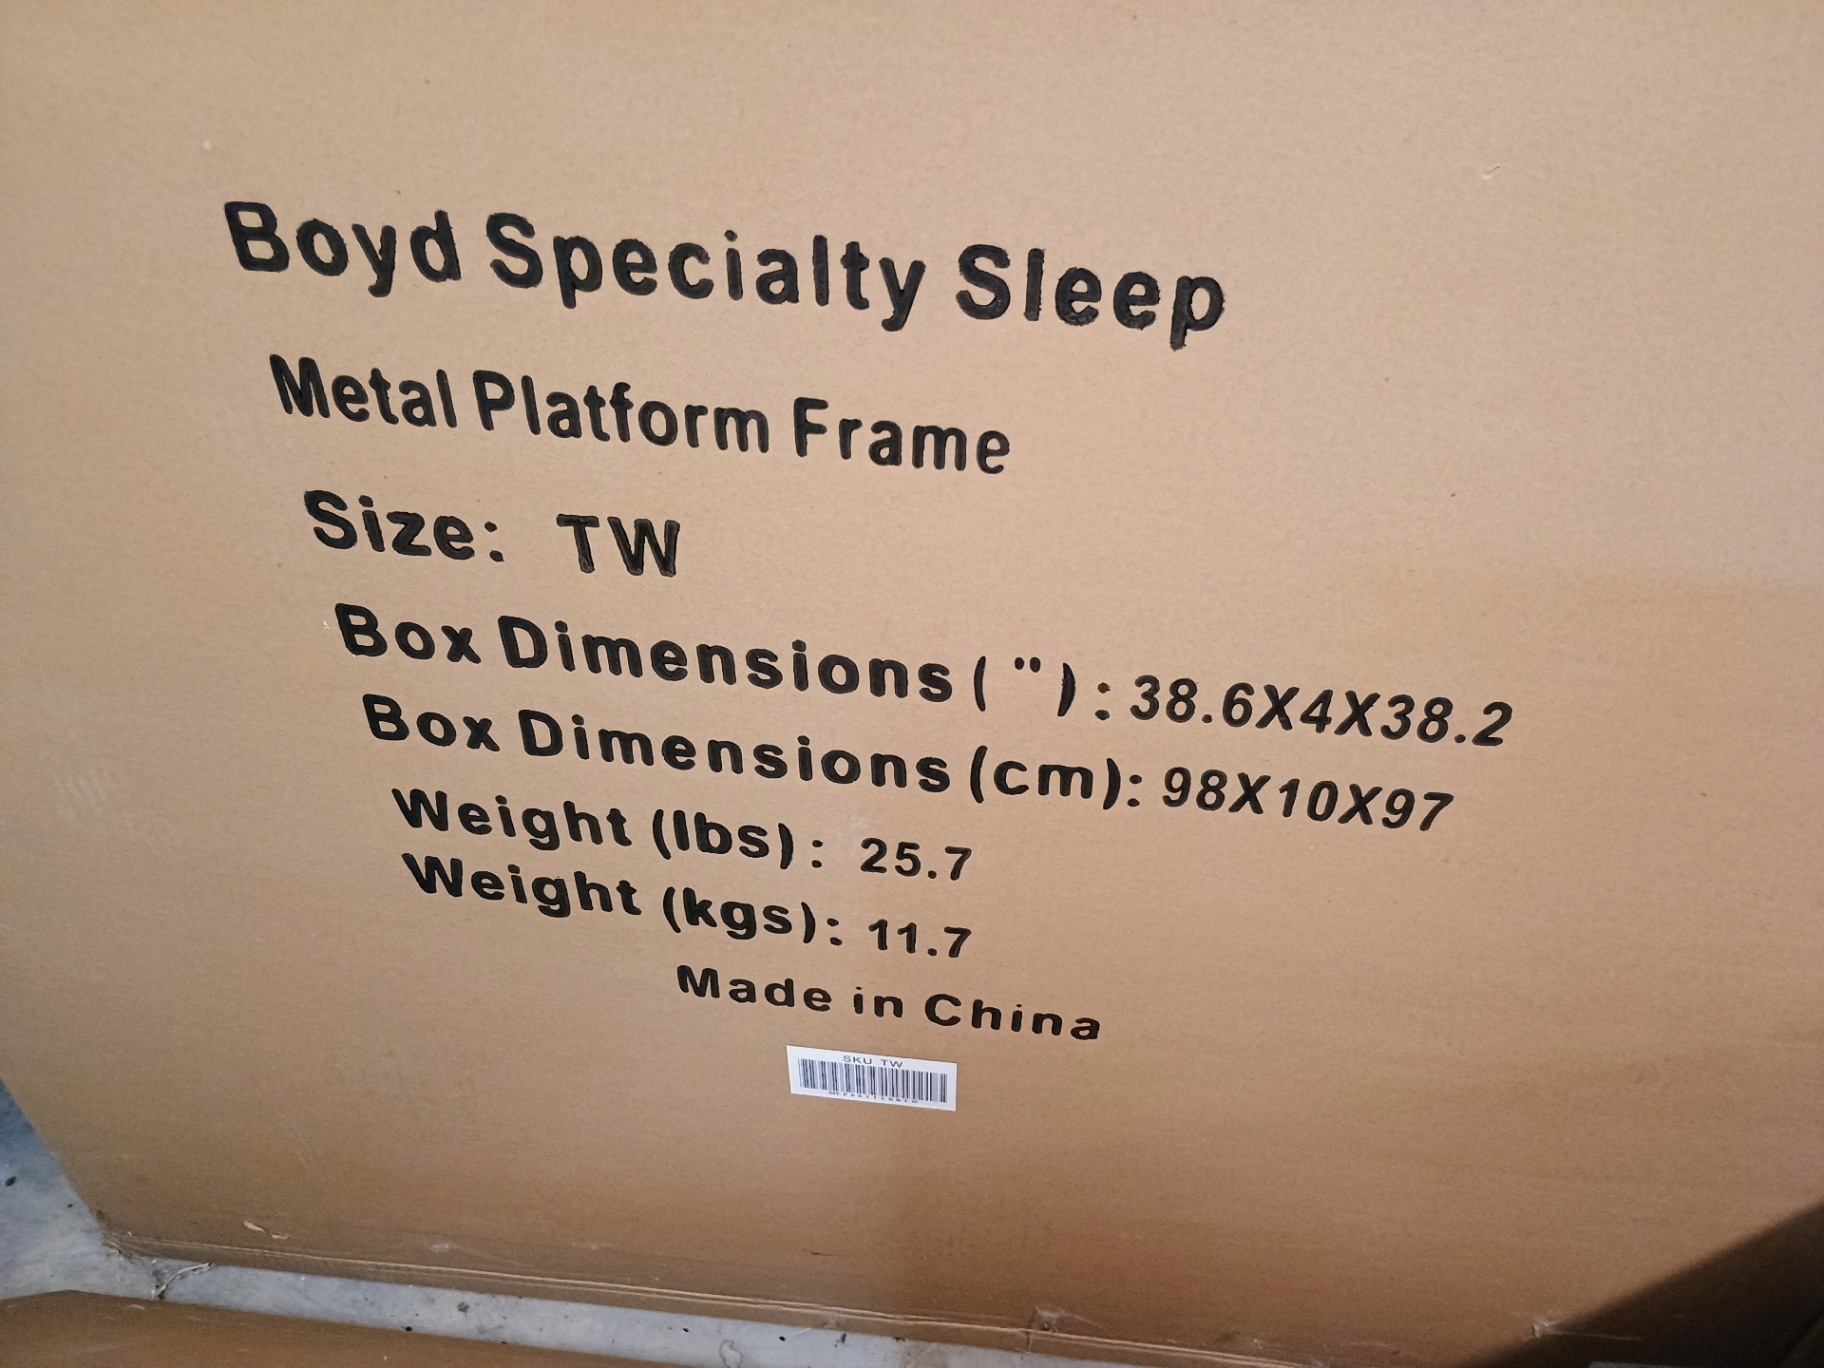 Boyd Specialty Sleep
Metal Platform Frame
Size: TW
Box Dimensions ( " ) : 38.6X4X38.2
Box Dimensions (cm): 98X10X97
Weight (lbs) : 25.7
Weight (kgs): 11.7
Made in China
SKU TW